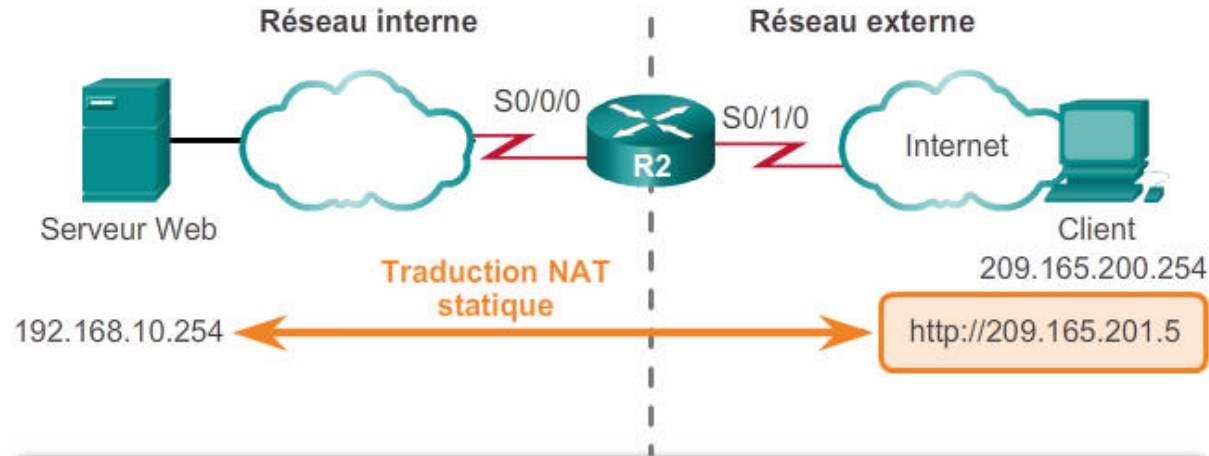 Réseau interne
Réseau externe
S0/0/0
S0/1/0
R2
Internet
Serveur Web
Client
209.165.200.254
Traduction NAT
statique
192.168.10.254
http://209.165.201.5